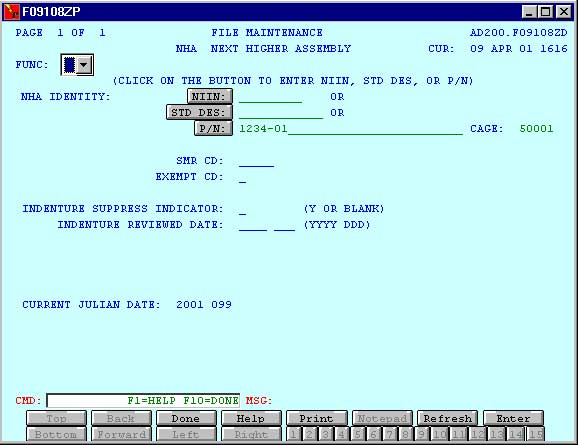 F09108ZP
PAGE 1 OF 1 FILE MAINTENANCE AD200.F09108ZD
NHA NEXT HIGHER ASSEMBLY CUR: 09 APR 01 1616
FUNC:
(CLICK ON THE BUTTON TO ENTER NIIN, STD DES, OR P/N)
NHA IDENTITY: NIIN: OR
STD DES: OR
P/N: 1234-01 CAGE: 50001
SMR CD:
EXEMPT CD:
INDENTURE SUPPRESS INDICATOR: (Y OR BLANK)
INDENTURE REVIEWED DATE: (YYYY DDD)
CURRENT JULIAN DATE: 2001 099
CMD: F1=HELP F10=DONE MSG:
Top Back Done Help Print Notepad Refresh Enter
Bottom Forward Left Right 1 2 3 4 5 6 7 8 9 10 11 12 13 14 15